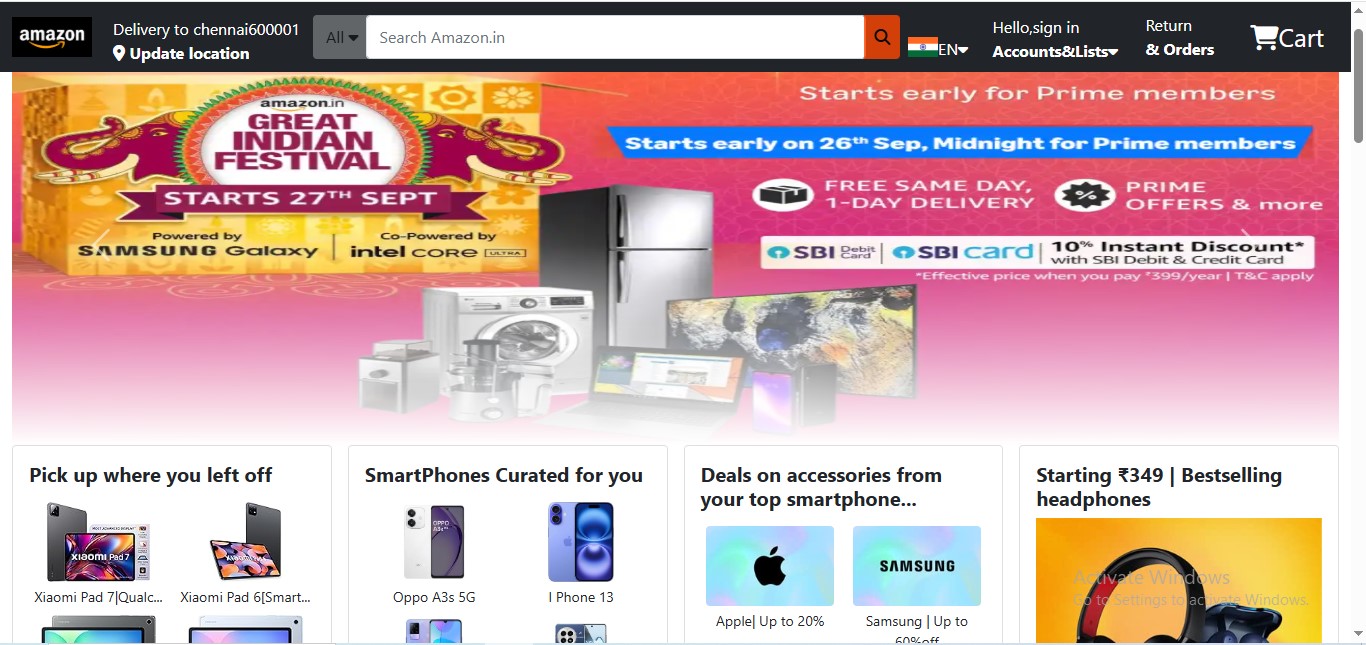 amazon
Delivery to chennai600001
Update location
All
Search Amazon.in
EN
Hello,sign in
Accounts&Lists
Return
& Orders
Cart
amazon.in
GREAT
INDIAN
FESTIVAL
STARTS 27TH SEPT
Powered by
SAMSUNG Galaxy
Co-Powered by
intel CORE ULTRA
Starts early for Prime members
Starts early on 26th Sep, Midnight for Prime members
FREE SAME DAY,
1-DAY DELIVERY
PRIME
OFFERS & more
SBI Debit Card | SBI card | 10% Instant Discount*
with SBI Debit & Credit Card
*Effective price when you pay ₹399/year | T&C apply
Pick up where you left off
xiaomi Pad 7
Xiaomi Pad 7|Qualc...
Xiaomi Pad 6[Smart...
SmartPhones Curated for you
OPPO
A3s 5G
Oppo A3s 5G
I Phone 13
Deals on accessories from
your top smartphone...
SAMSUNG
Apple| Up to 20%
Samsung | Up to
60%off
Starting ₹349 | Bestselling
headphones
Activate Windows
Go to Settings to activate Windows.